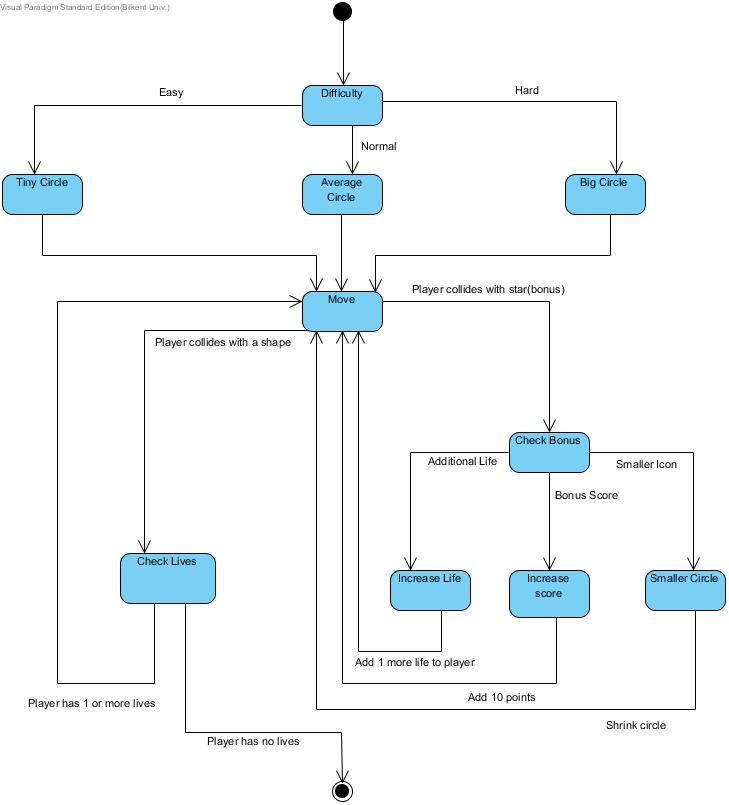 Visual Paradigm Standard Edition(Bilkent Univ.)
Difficulty
Easy
Hard
Normal
Tiny Circle
Average
Circle
Big Circle
Move
Player collides with star(bonus)
Player collides with a shape
Check Bonus
Additional Life
Smaller Icon
Bonus Score
Check Lives
Increase Life
Increase
score
Smaller Circle
Add 1 more life to player
Add 10 points
Player has 1 or more lives
Shrink circle
Player has no lives